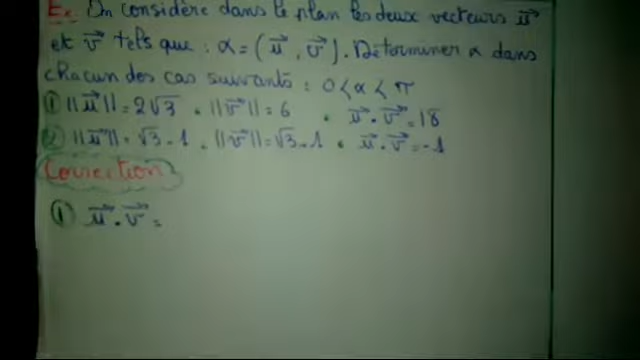 Ex: On considère dans le plan les deux vecteurs u⃗
et v⃗ tels que : α = (u⃗, v⃗). Déterminer α dans
chacun des cas suivants : 0 < α < π
① ||u⃗|| = 2√3 . ||v⃗|| = 6 . u⃗.v⃗ = 18
② ||u⃗|| = √3 - 1 . ||v⃗|| = √3 - 1 . u⃗.v⃗ = -1
Correction
① u⃗.v⃗ =